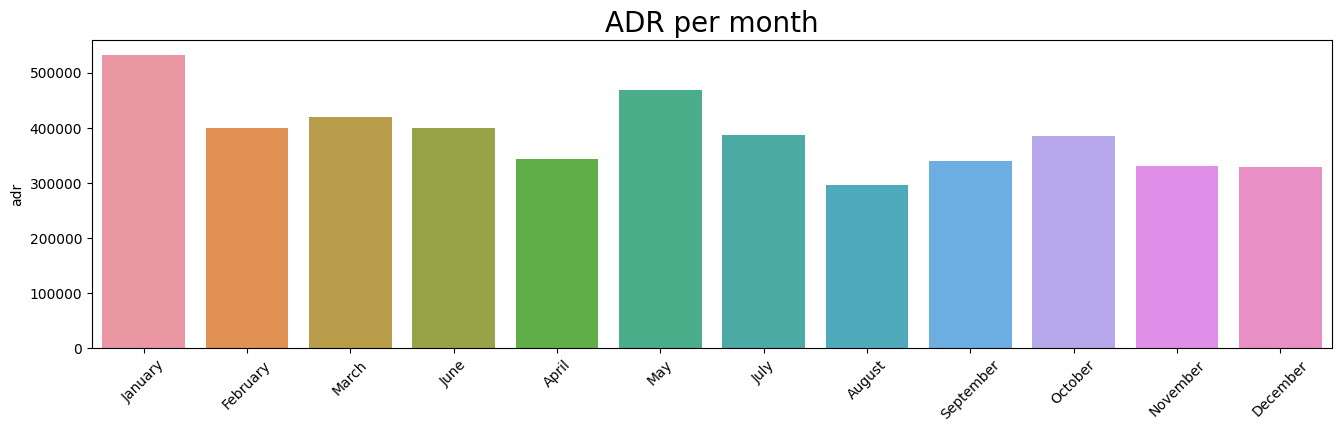 ADR per month
adr
500000
400000
300000
200000
100000
0
January
February
March
June
April
May
July
August
September
October
November
December